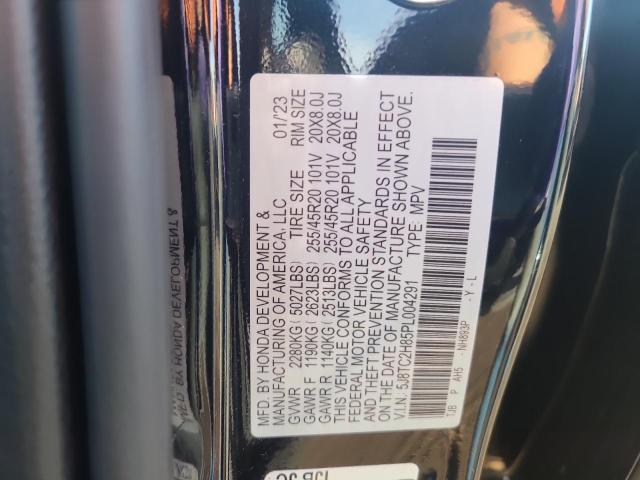 MFD. BY HONDA DEVELOPMENT & 01/'23
MANUFACTURING OF AMERICA, LLC
GVWR 2280KG ( 5027LBS) TIRE SIZE RIM SIZE
GAWR F 1190KG ( 2623LBS) 255/45R20 101V 20X8.0J
GAWR R 1140KG ( 2513LBS) 255/45R20 101V 20X8.0J
THIS VEHICLE CONFORMS TO ALL APPLICABLE
FEDERAL MOTOR VEHICLE SAFETY
AND THEFT PREVENTION STANDARDS IN EFFECT
ON THE DATE OF MANUFACTURE SHOWN ABOVE.
V.I.N.: 5J8TC2H85PL004291 TYPE: MPV
TJB P AH5 -NH893P -Y - L